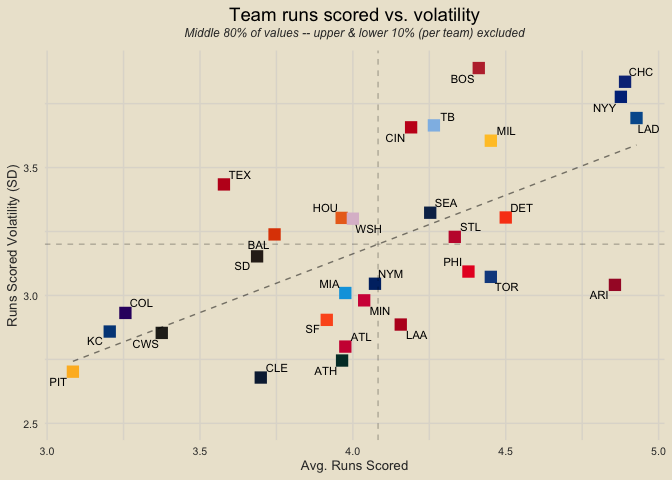 Team runs scored vs. volatility
Middle 80% of values -- upper & lower 10% (per team) excluded
Runs Scored Volatility (SD)
3.5
3.0
2.5
BOS
CHC
NYY
LAD
TB
CIN
MIL
TEX
HOU
WSH
SEA
DET
BAL
STL
SD
PHI
TOR
ARI
MIA
NYM
MIN
COL
SF
LAA
KC
CWS
ATL
ATH
CLE
PIT
3.0
3.5
4.0
4.5
5.0
Avg. Runs Scored